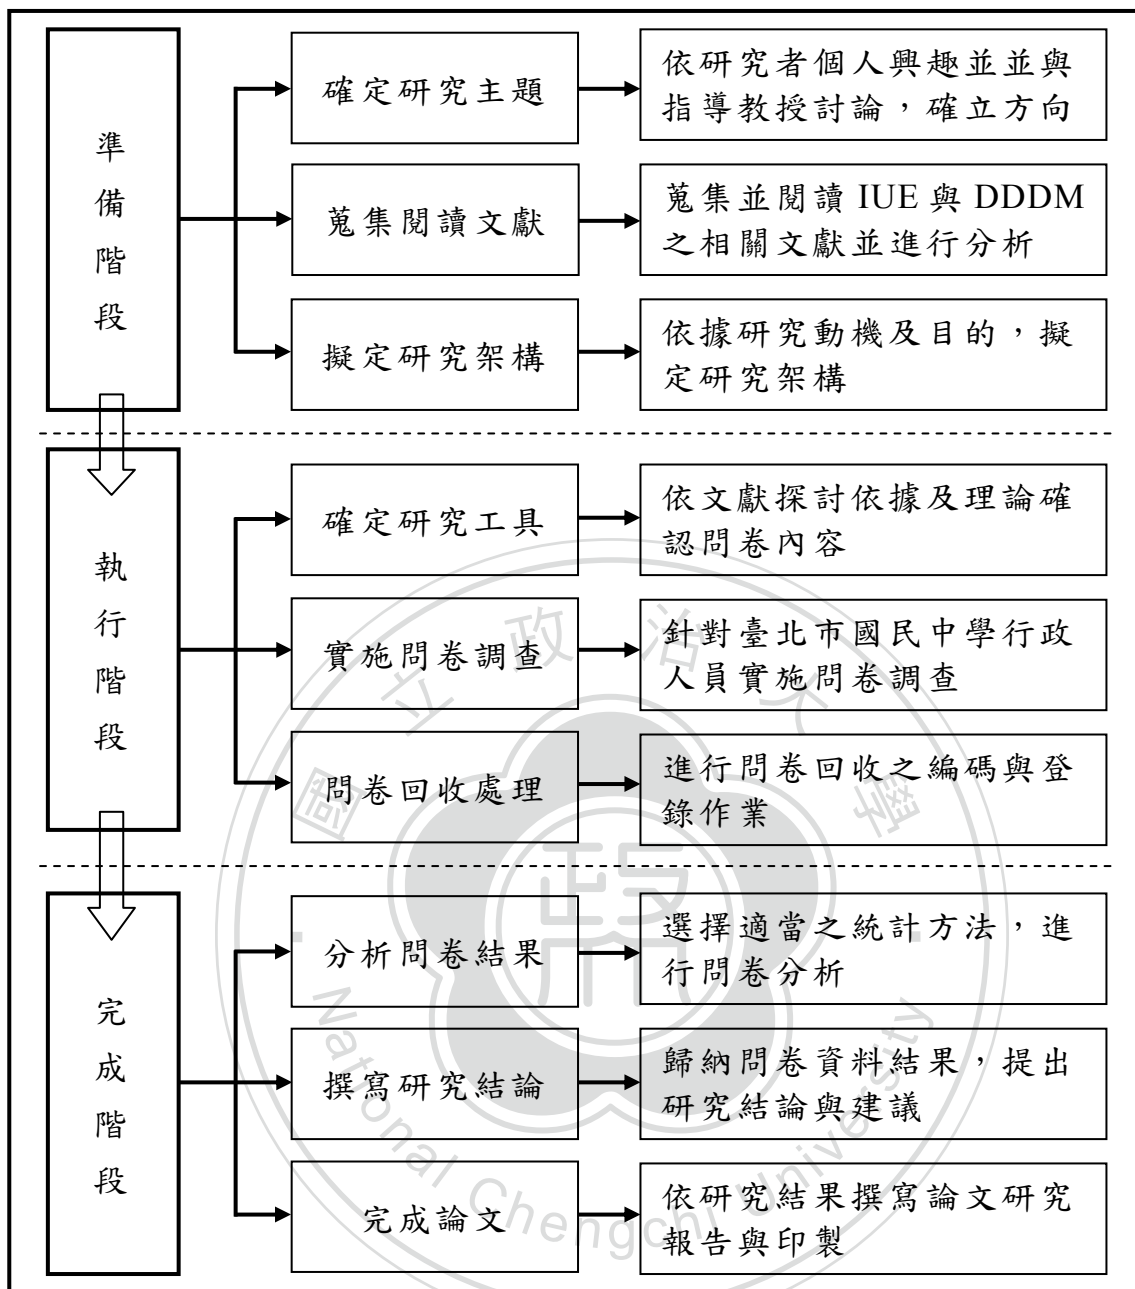 準備階段
確定研究主題
依研究者個人興趣並並與
指導教授討論，確立方向
蒐集閱讀文獻
蒐集並閱讀 IUE 與 DDDM
之相關文獻並進行分析
擬定研究架構
依據研究動機及目的，擬
定研究架構
執行階段
確定研究工具
依文獻探討依據及理論確
認問卷內容
實施問卷調查
針對臺北市國民中學行政
人員實施問卷調查
問卷回收處理
進行問卷回收之編碼與登
錄作業
完成階段
分析問卷結果
選擇適當之統計方法，進
行問卷分析
撰寫研究結論
歸納問卷資料結果，提出
研究結論與建議
完成論文
依研究結果撰寫論文研究
報告與印製
國立政治大學
政
National Chengchi University